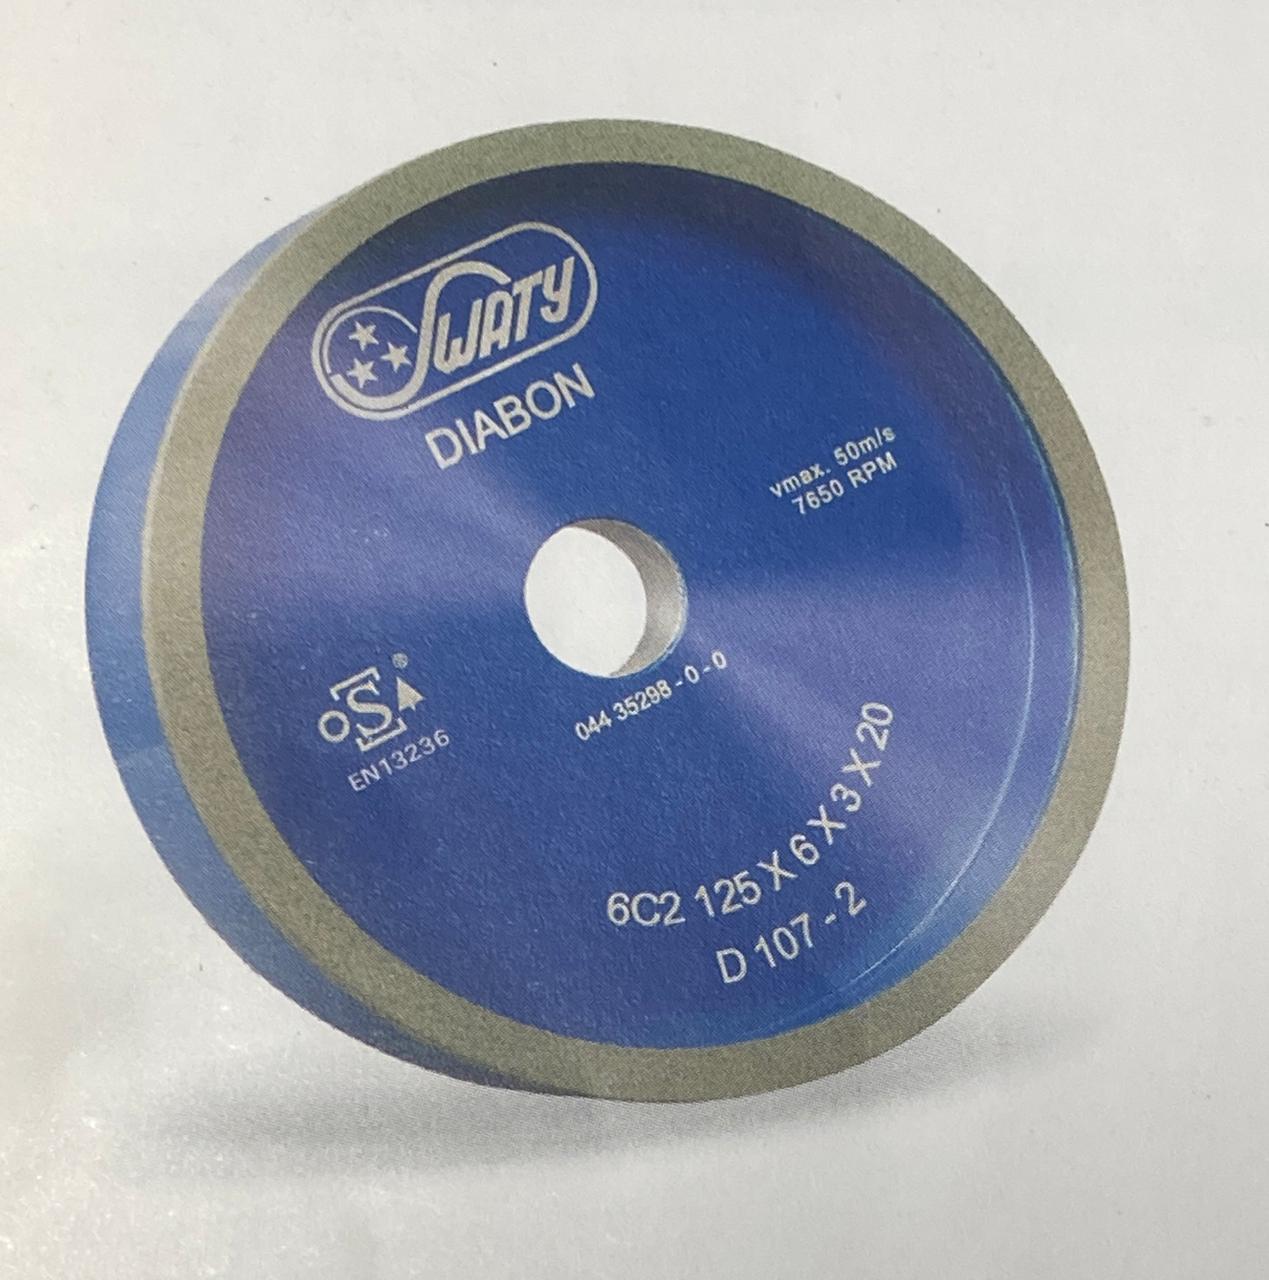 SWATY
DIABON
vmax. 50m/s
7650 RPM
oSa®
EN13236
044 35298 - 0 - 0
6C2 125 X 6 X 3 X 20
D 107 - 2